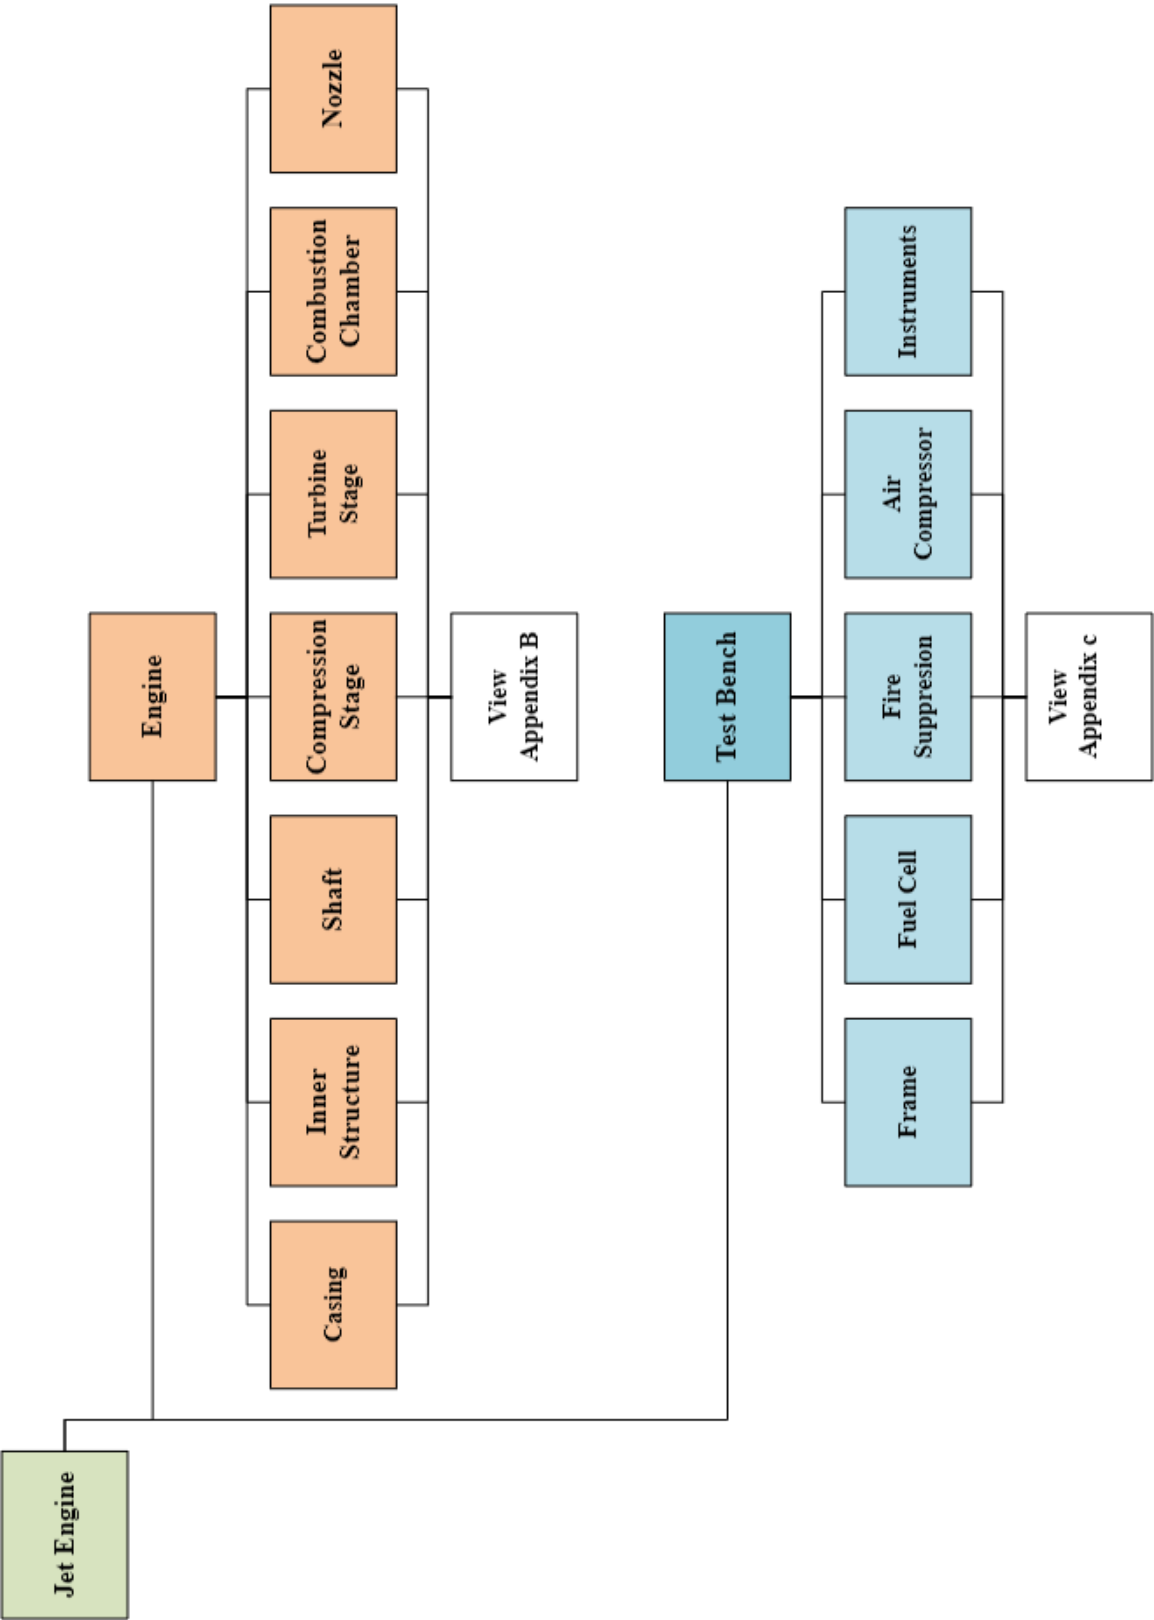 Jet Engine
Engine
Casing
Inner
Structure
Shaft
Compression
Stage
Turbine
Stage
Combustion
Chamber
Nozzle
View
Appendix B
Test Bench
Frame
Fuel Cell
Fire
Suppresion
Air
Compressor
Instruments
View
Appendix c